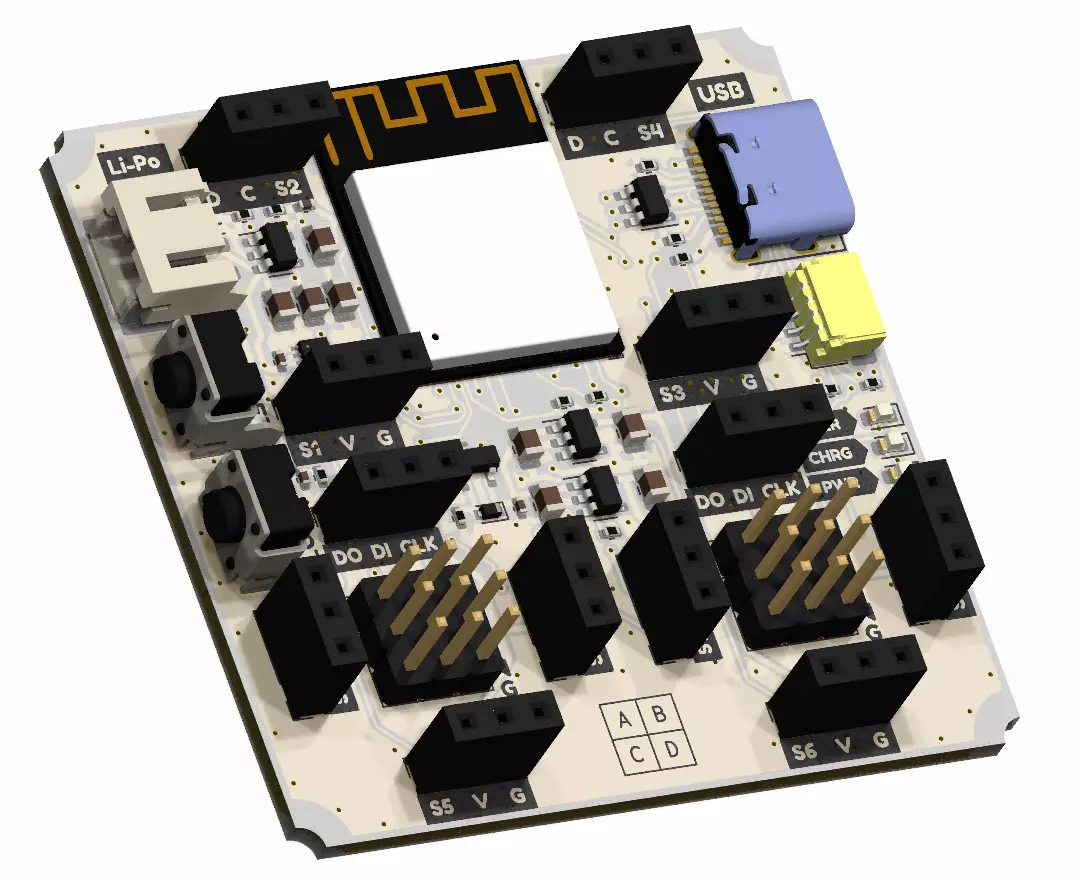 USB
D C S4
Li-Po
C S2
S3 V G
S1 V G
CHRG
PWR
DO DI CLK
DO DI CLK
G
G
A B
C D
S6 V G
S5 V G